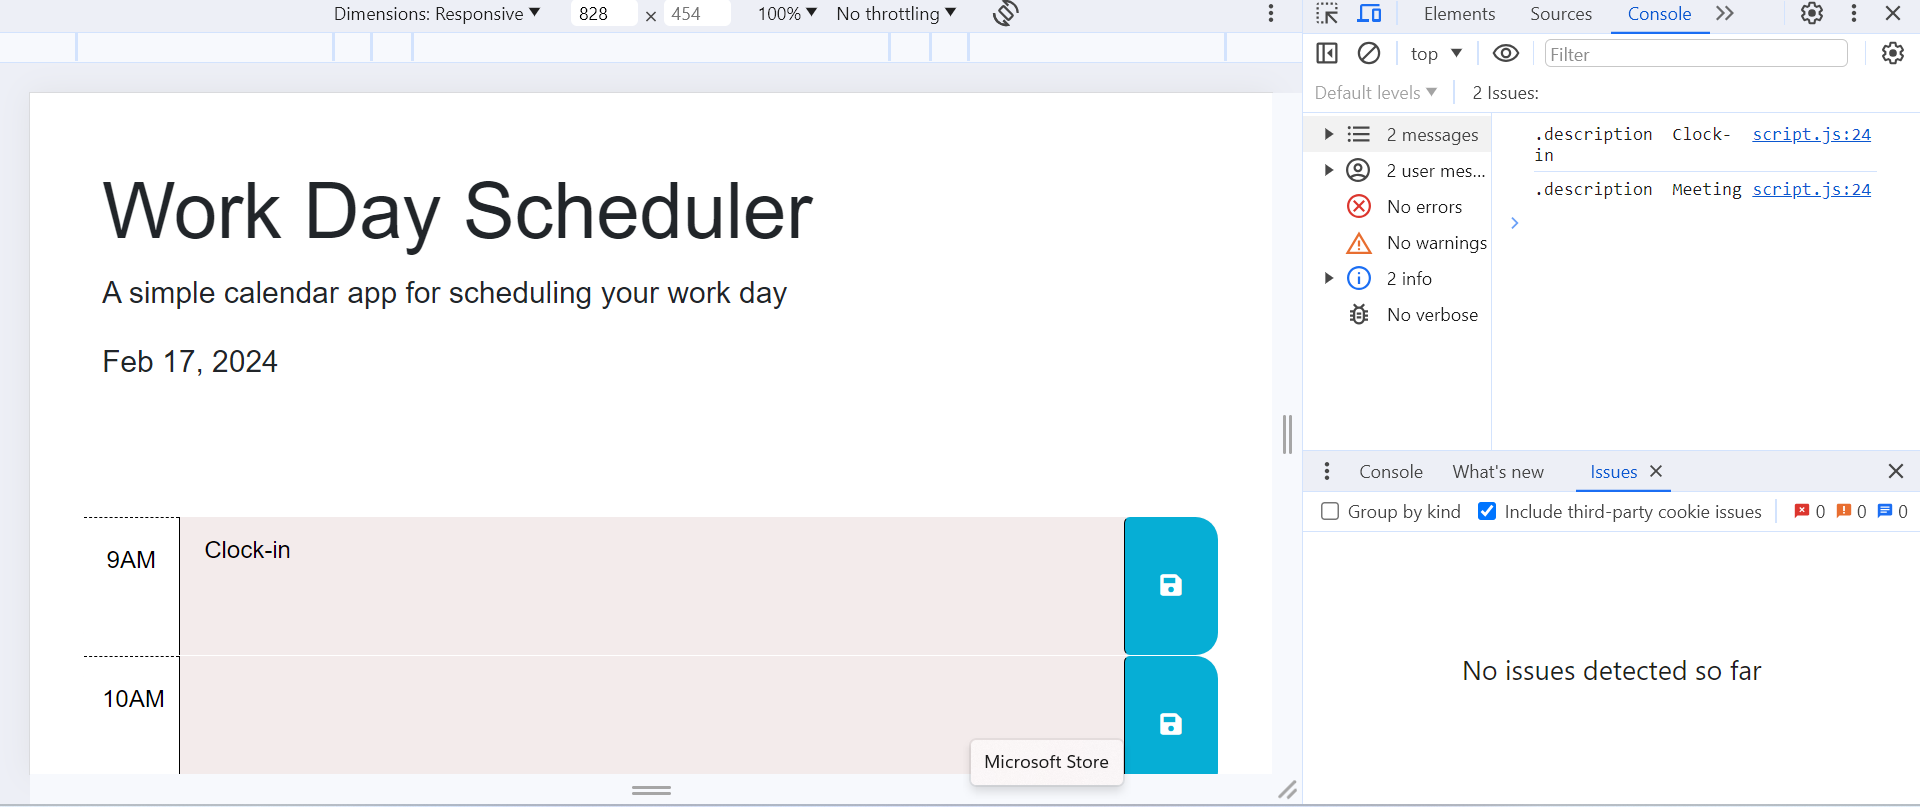 Dimensions: Responsive ▼ 828 × 454 100% ▼ No throttling ▼
Elements Sources Console
top ▼ Filter
Default levels ▼ 2 Issues:
2 messages
2 user mes...
No errors
No warnings
2 info
No verbose
.description Clock- script.js:24
in
.description Meeting script.js:24
Work Day Scheduler
A simple calendar app for scheduling your work day
Feb 17, 2024
9AM Clock-in
10AM
Microsoft Store
Console What's new Issues
Group by kind Include third-party cookie issues 0 0 0
No issues detected so far